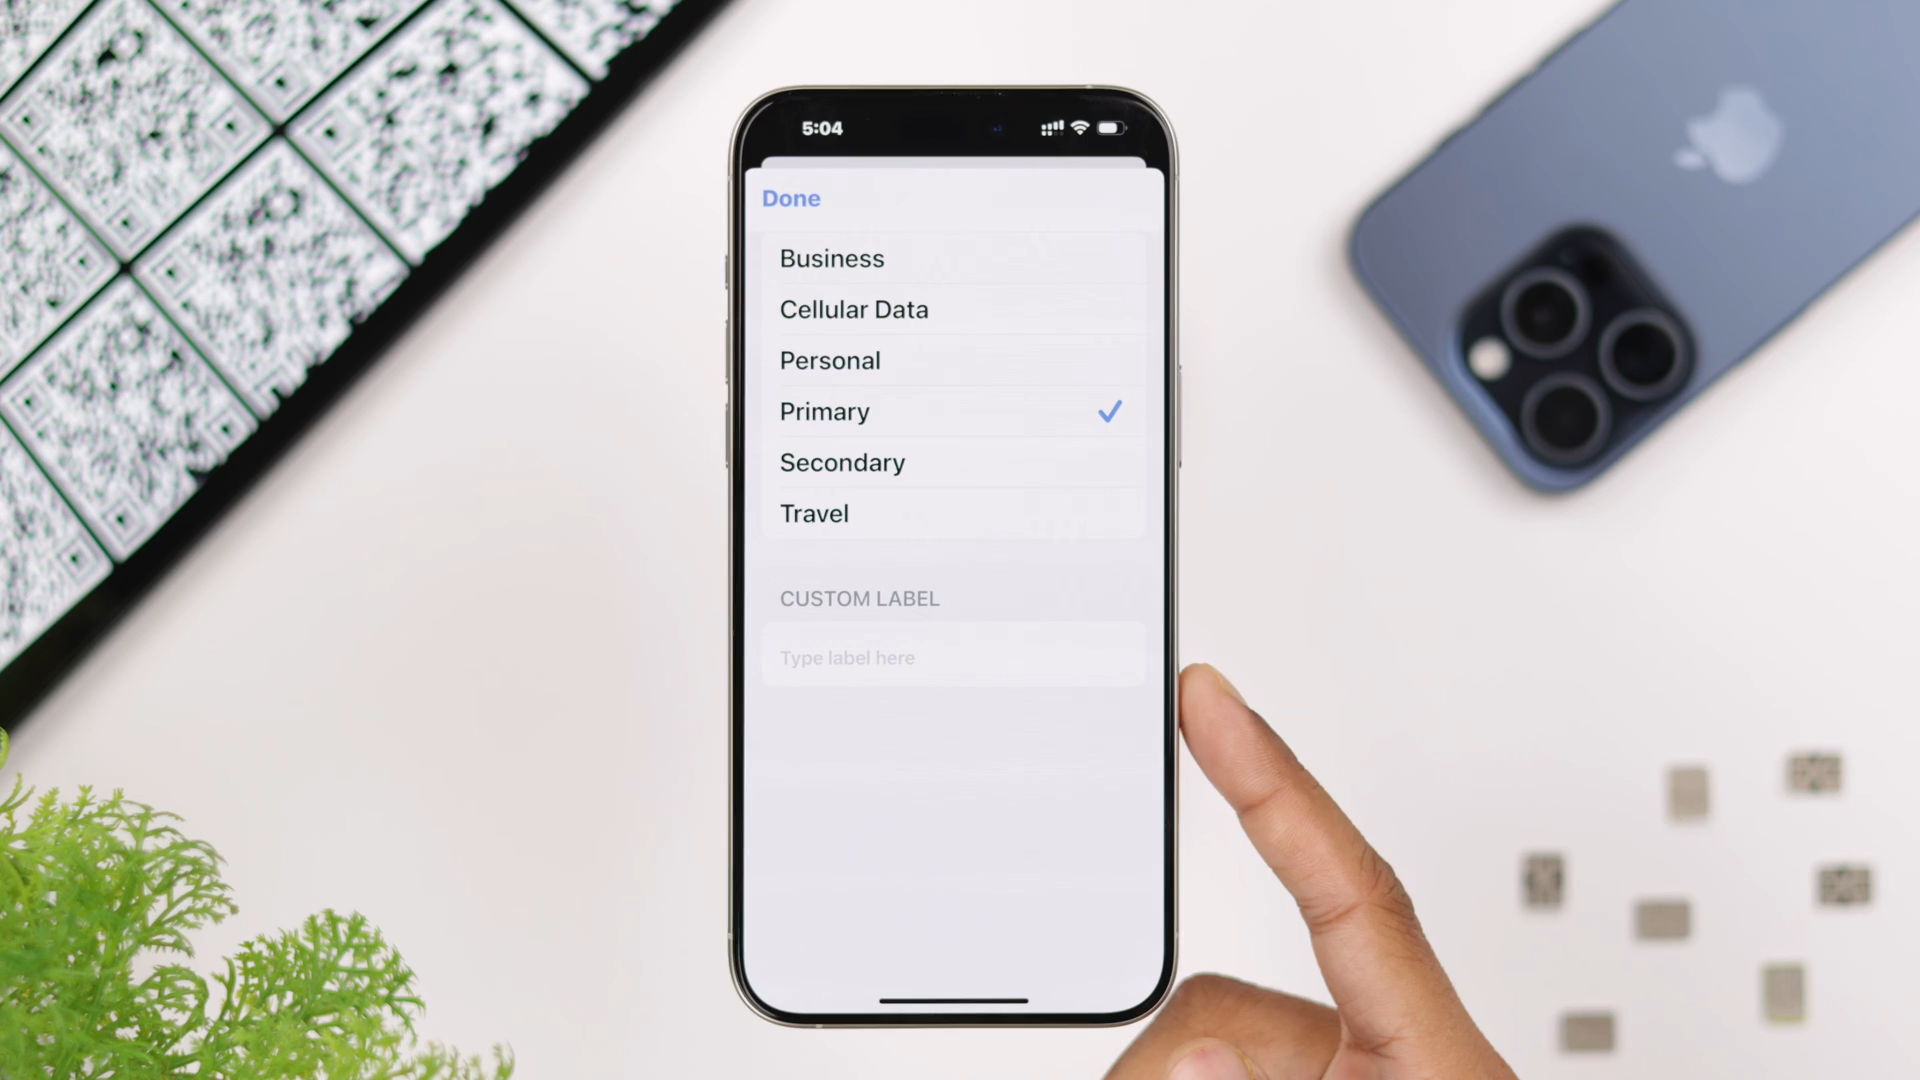 5:04
Done
Business
Cellular Data
Personal
Primary
Secondary
Travel
CUSTOM LABEL
Type label here